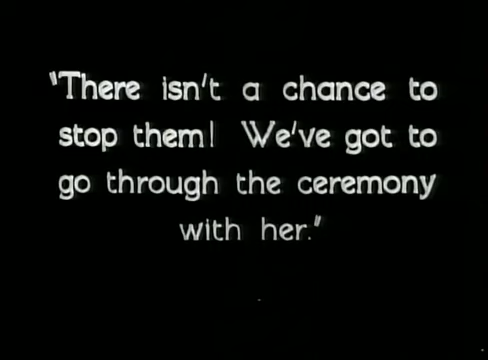 "There isn't a chance to
stop them! We've got to
go through the ceremony
with her."